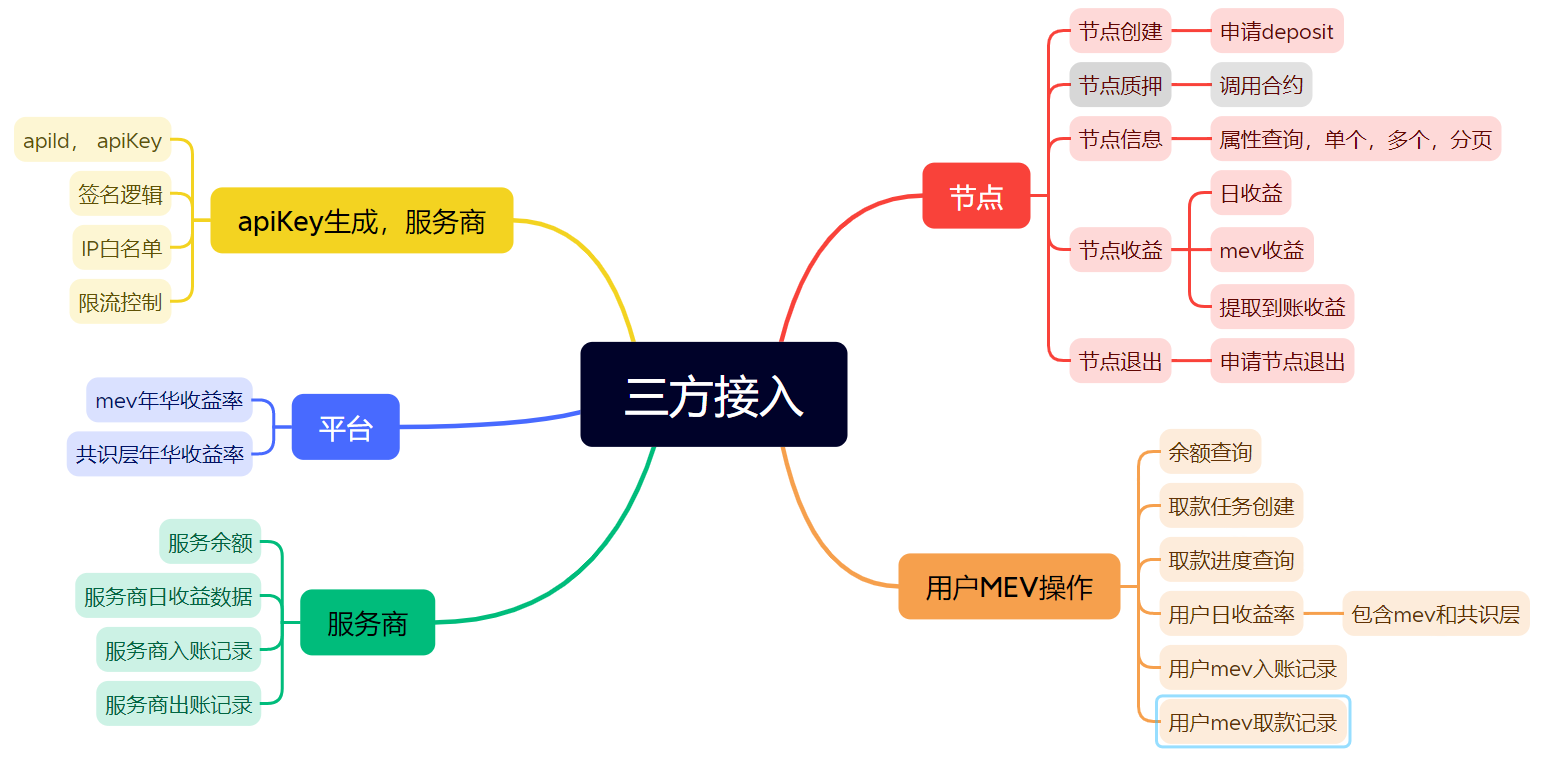 三方接入
节点
节点创建
申请deposit
节点质押
调用合约
节点信息
属性查询，单个，多个，分页
节点收益
日收益
mev收益
提取到账收益
节点退出
申请节点退出
用户MEV操作
余额查询
取款任务创建
取款进度查询
用户日收益率
包含mev和共识层
用户mev入账记录
用户mev取款记录
apiKey生成，服务商
apiId， apiKey
签名逻辑
IP白名单
限流控制
平台
mev年华收益率
共识层年华收益率
服务商
服务余额
服务商日收益数据
服务商入账记录
服务商出账记录